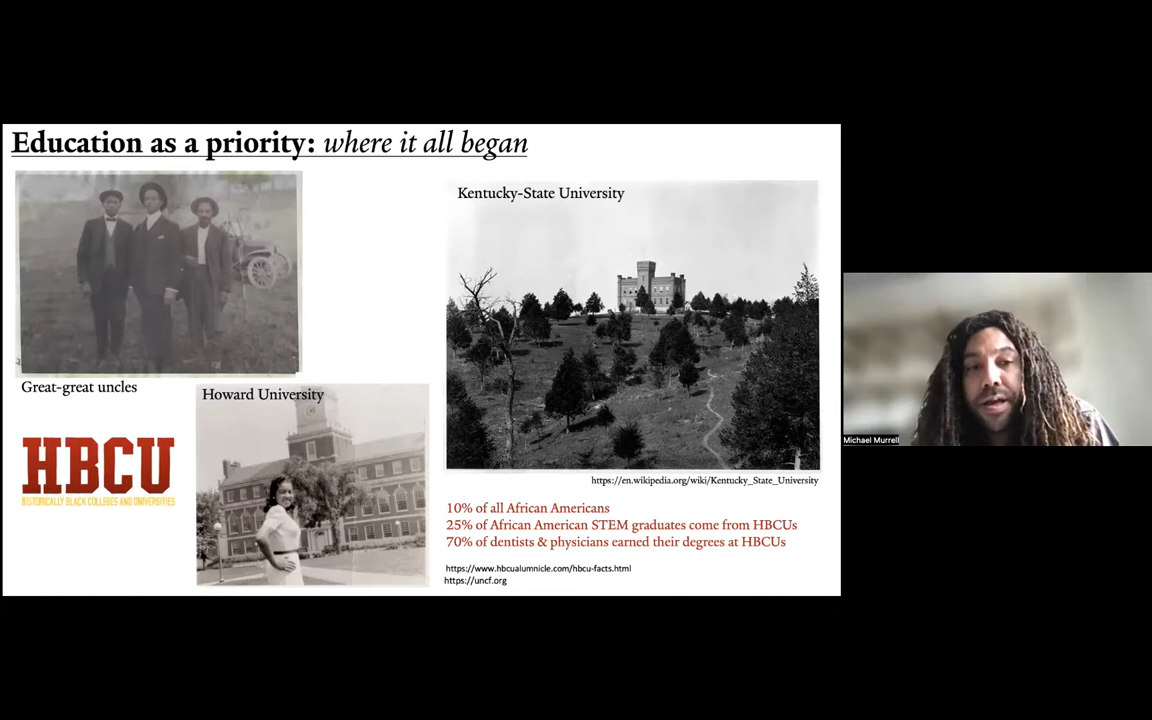 Education as a priority: where it all began
Great-great uncles
HBCU
HISTORICALLY BLACK COLLEGES AND UNIVERSITIES
Howard University
Kentucky-State University
https://en.wikipedia.org/wiki/Kentucky_State_University
10% of all African Americans
25% of African American STEM graduates come from HBCUs
70% of dentists & physicians earned their degrees at HBCUs
https://www.hbcualumnicle.com/hbcu-facts.html
https://uncf.org
Michael Murrell